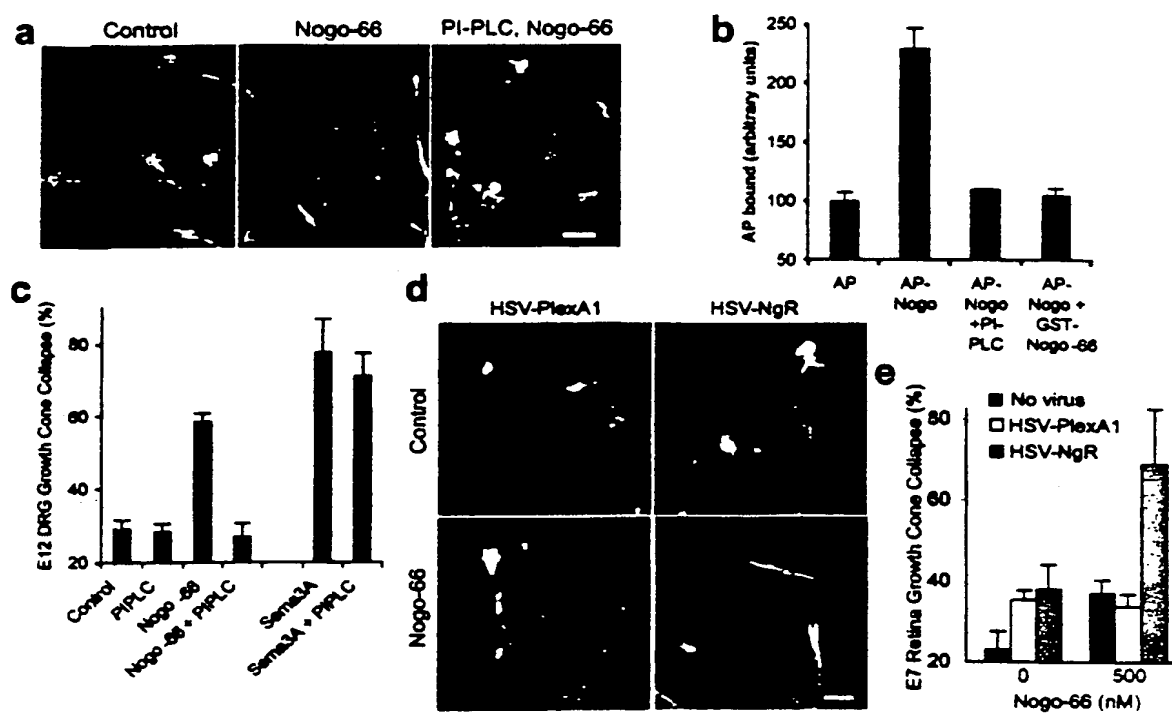 a
Control
Nogo-66
PI-PLC, Nogo-66
b
AP bound (arbitrary units)
250
200
150
100
50
AP
AP-
Nogo
AP-
Nogo
+PI-
PLC
AP-
Nogo +
GST-
Nogo-66
c
E12 DRG Growth Cone Collapse (%)
80
60
40
20
Control
PIPLC
Nogo-66
Nogo-66 + PIPLC
Sema3A
Sema3A + PIPLC
d
HSV-PlexA1
HSV-NgR
Control
Nogo-66
e
E7 Retina Growth Cone Collapse (%)
80
60
40
20
No virus
HSV-PlexA1
HSV-NgR
0
500
Nogo-66 (nM)